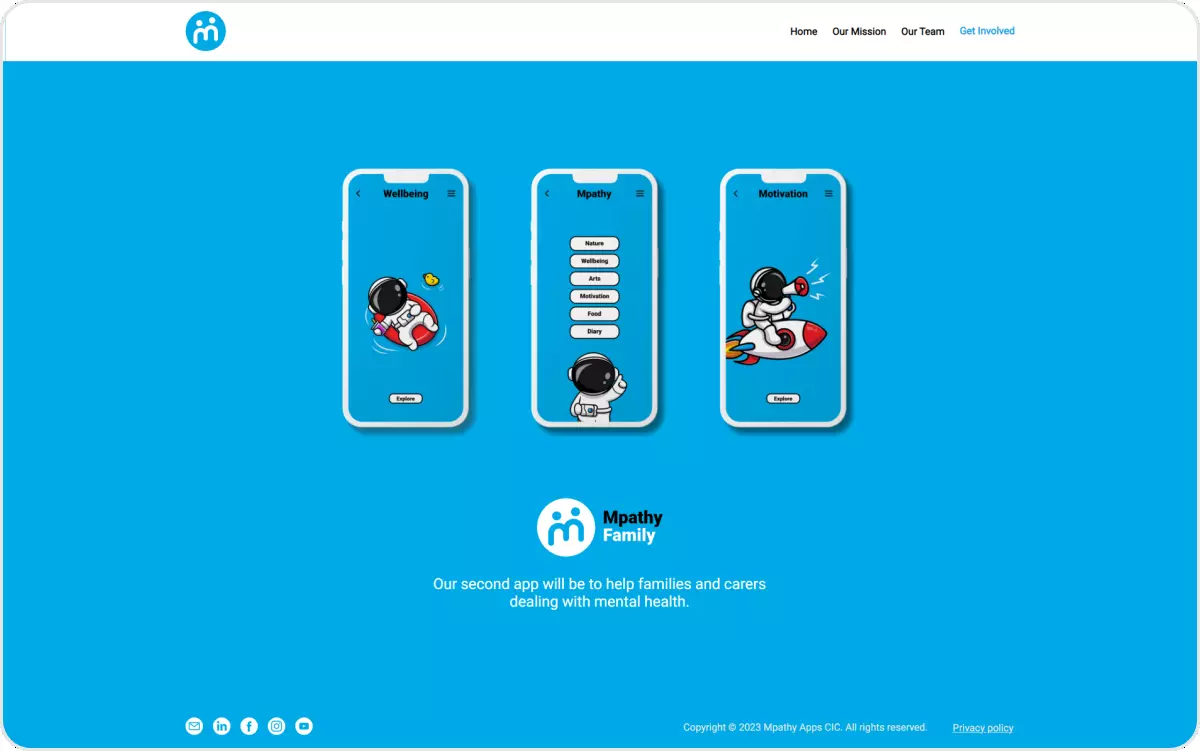 Home Our Mission Our Team Get Involved
Wellbeing
Explore
Mpathy
Nature
Wellbeing
Arts
Motivation
Food
Diary
Motivation
Explore
Mpathy
Family
Our second app will be to help families and carers
dealing with mental health.
Copyright © 2023 Mpathy Apps CIC. All rights reserved. Privacy policy